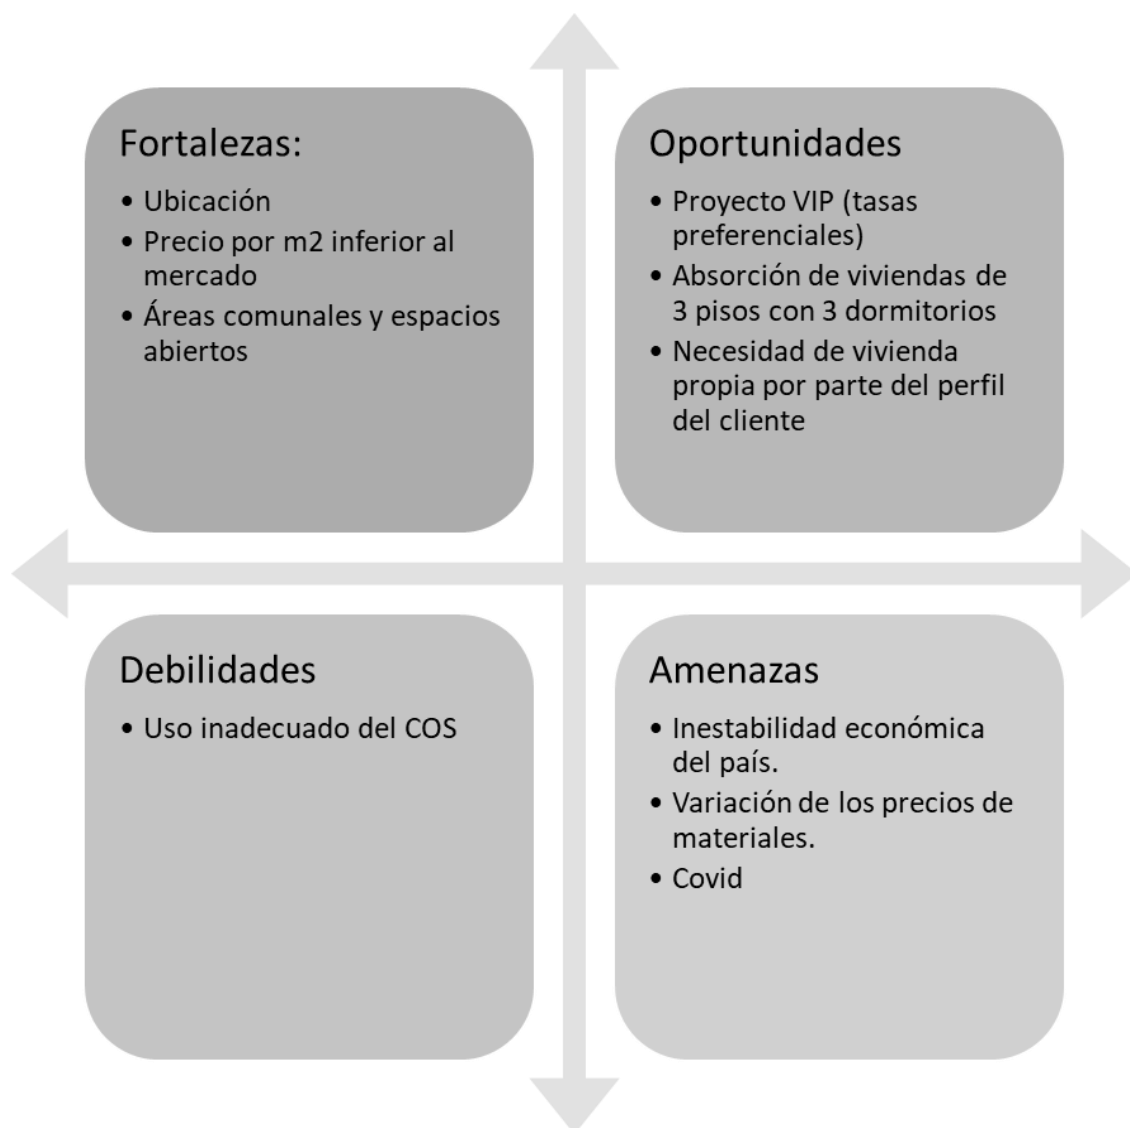 Fortalezas:
• Ubicación
• Precio por m2 inferior al
mercado
• Áreas comunales y espacios
abiertos
Oportunidades
• Proyecto VIP (tasas
preferenciales)
• Absorción de viviendas de
3 pisos con 3 dormitorios
• Necesidad de vivienda
propia por parte del perfil
del cliente
Debilidades
• Uso inadecuado del COS
Amenazas
• Inestabilidad económica
del país.
• Variación de los precios de
materiales.
• Covid